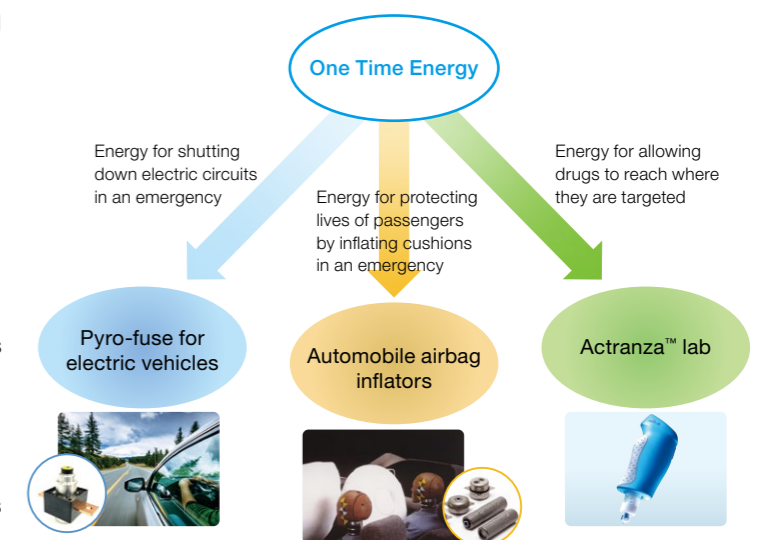 One Time Energy
Energy for shutting
down electric circuits
in an emergency
Energy for protecting
lives of passengers
by inflating cushions
in an emergency
Energy for allowing
drugs to reach where
they are targeted
Pyro-fuse for
electric vehicles
Automobile airbag
inflators
Actranza™ lab